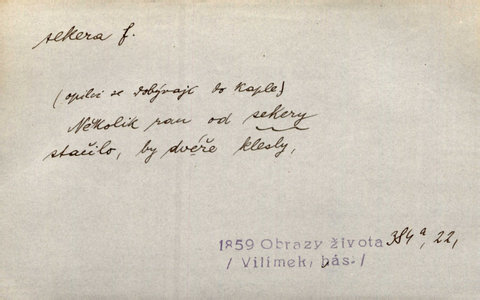 sekera f.
(opilci se dobývají do kaple)
Několik ran od sekery
stačilo, by dvéře klesly,
1859 Obrazy života 384a, 22,
/ Vilímek, bás. /